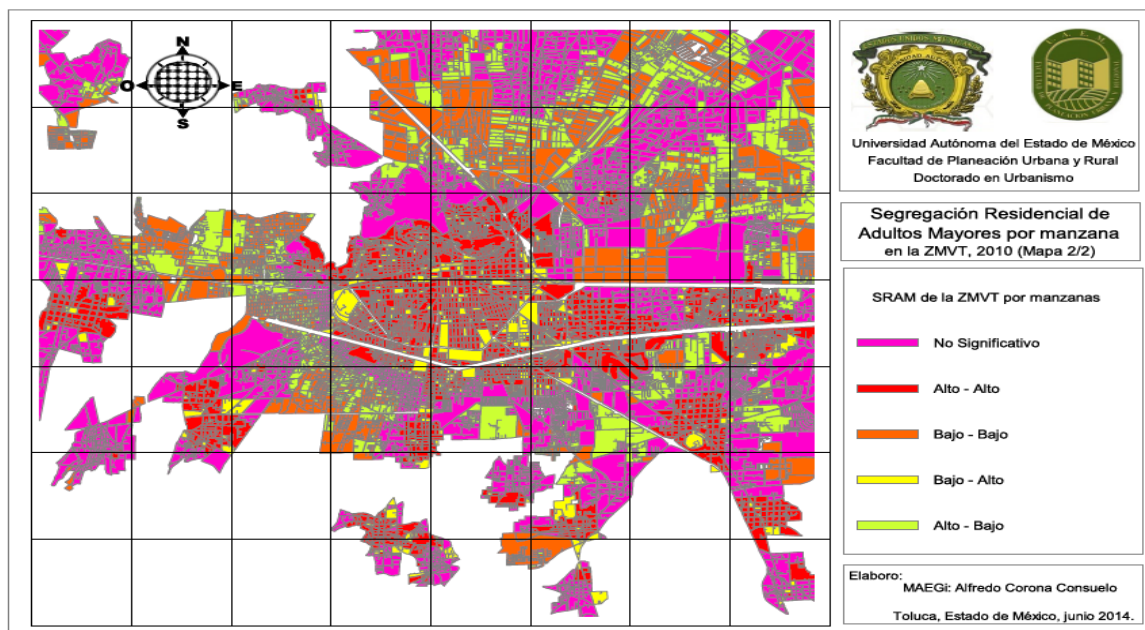 N
O
E
S
Universidad Autónoma del Estado de México
Facultad de Planeación Urbana y Rural
Doctorado en Urbanismo
Segregación Residencial de
Adultos Mayores por manzana
en la ZMVT, 2010 (Mapa 2/2)
SRAM de la ZMVT por manzanas
No Significativo
Alto - Alto
Bajo - Bajo
Bajo - Alto
Alto - Bajo
Elaboro:
MAEGi: Alfredo Corona Consuelo
Toluca, Estado de México, junio 2014.